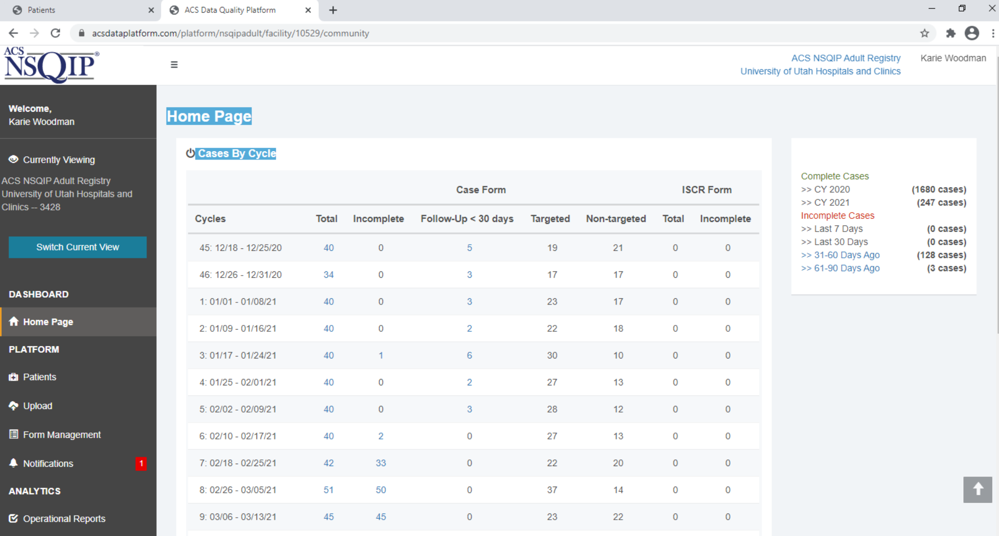 Patients
ACS Data Quality Platform
acsdataplatform.com/platform/nsqipadult/facility/10529/community
ACS
NSQIP®
ACS NSQIP Adult Registry
University of Utah Hospitals and Clinics
Karie Woodman
Welcome,
Karie Woodman
Currently Viewing
ACS NSQIP Adult Registry
University of Utah Hospitals and
Clinics -- 3428
Switch Current View
DASHBOARD
Home Page
PLATFORM
Patients
Upload
Form Management
Notifications 1
ANALYTICS
Operational Reports
Home Page
Cases By Cycle
Case Form ISCR Form
Cycles Total Incomplete Follow-Up < 30 days Targeted Non-targeted Total Incomplete
45: 12/18 - 12/25/20 40 0 5 19 21 0 0
46: 12/26 - 12/31/20 34 0 3 17 17 0 0
1: 01/01 - 01/08/21 40 0 3 23 17 0 0
2: 01/09 - 01/16/21 40 0 2 22 18 0 0
3: 01/17 - 01/24/21 40 1 6 30 10 0 0
4: 01/25 - 02/01/21 40 0 2 27 13 0 0
5: 02/02 - 02/09/21 40 0 3 28 12 0 0
6: 02/10 - 02/17/21 40 2 0 27 13 0 0
7: 02/18 - 02/25/21 42 33 0 22 20 0 0
8: 02/26 - 03/05/21 51 50 0 37 14 0 0
9: 03/06 - 03/13/21 45 45 0 23 22 0 0
Complete Cases
>> CY 2020 (1680 cases)
>> CY 2021 (247 cases)
Incomplete Cases
>> Last 7 Days (0 cases)
>> Last 30 Days (0 cases)
>> 31-60 Days Ago (128 cases)
>> 61-90 Days Ago (3 cases)